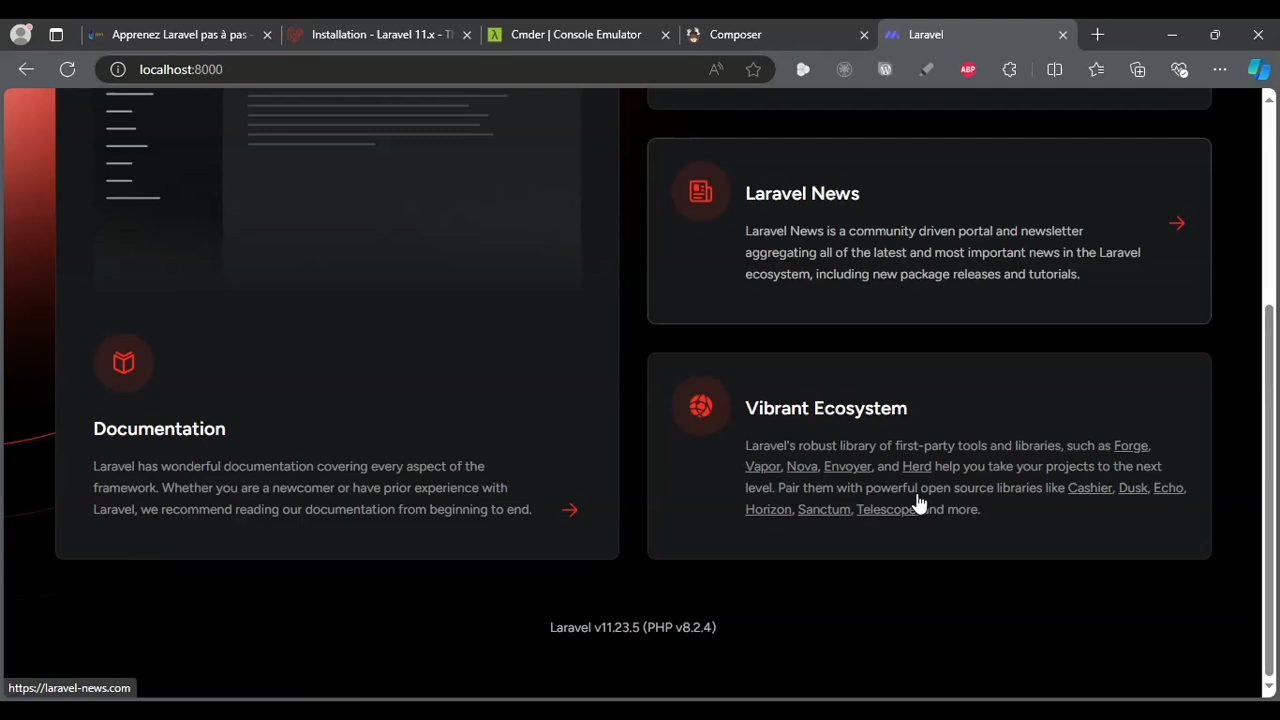 Apprenez Laravel pas à pas -
Installation - Laravel 11.x - Th
Cmder | Console Emulator
Composer
Laravel
localhost:8000
ABP
Laravel News
Laravel News is a community driven portal and newsletter
aggregating all of the latest and most important news in the Laravel
ecosystem, including new package releases and tutorials.
Documentation
Laravel has wonderful documentation covering every aspect of the
framework. Whether you are a newcomer or have prior experience with
Laravel, we recommend reading our documentation from beginning to end.
Vibrant Ecosystem
Laravel's robust library of first-party tools and libraries, such as Forge,
Vapor, Nova, Envoyer, and Herd help you take your projects to the next
level. Pair them with powerful open source libraries like Cashier, Dusk, Echo,
Horizon, Sanctum, Telescope and more.
Laravel v11.23.5 (PHP v8.2.4)
https://laravel-news.com